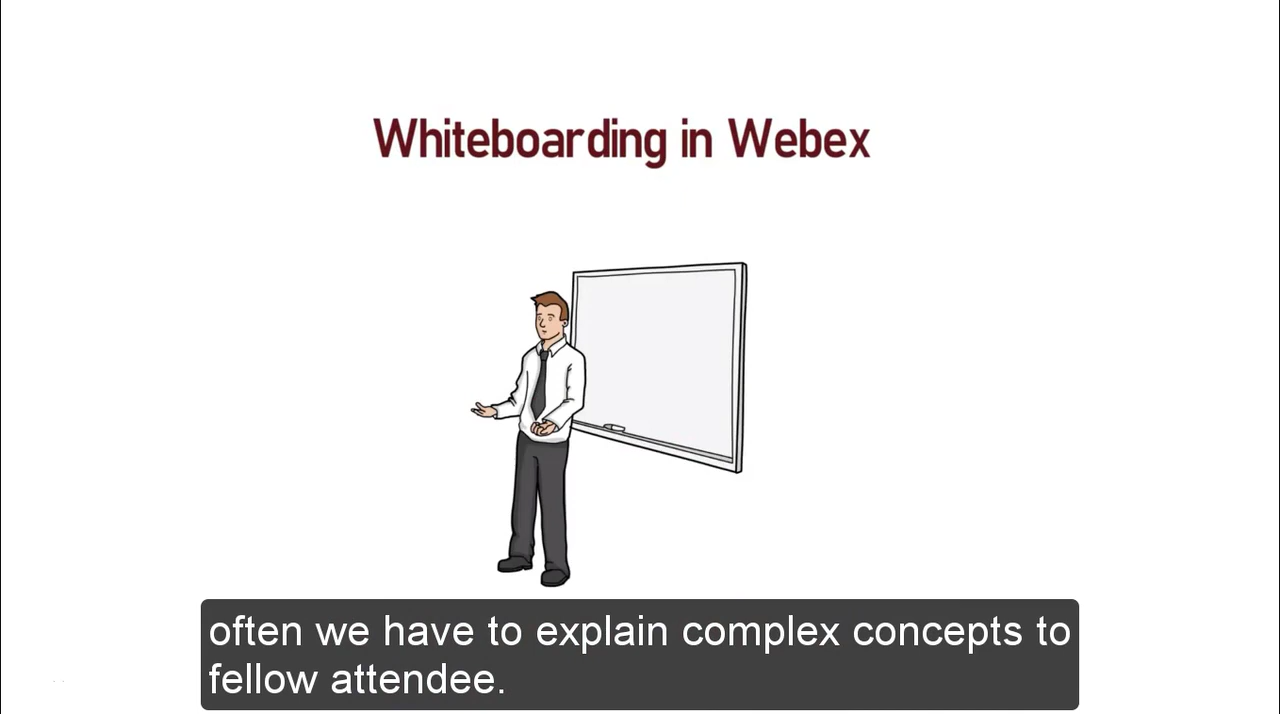 Whiteboarding in Webex
often we have to explain complex concepts to
fellow attendee.